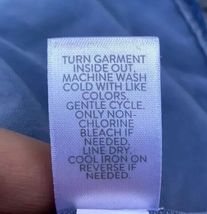 TURN GARMENT
INSIDE OUT.
MACHINE WASH
COLD WITH LIKE
COLORS.
GENTLE CYCLE.
ONLY NON-
CHLORINE
BLEACH IF
NEEDED.
LINE DRY.
COOL IRON ON
REVERSE IF
NEEDED.